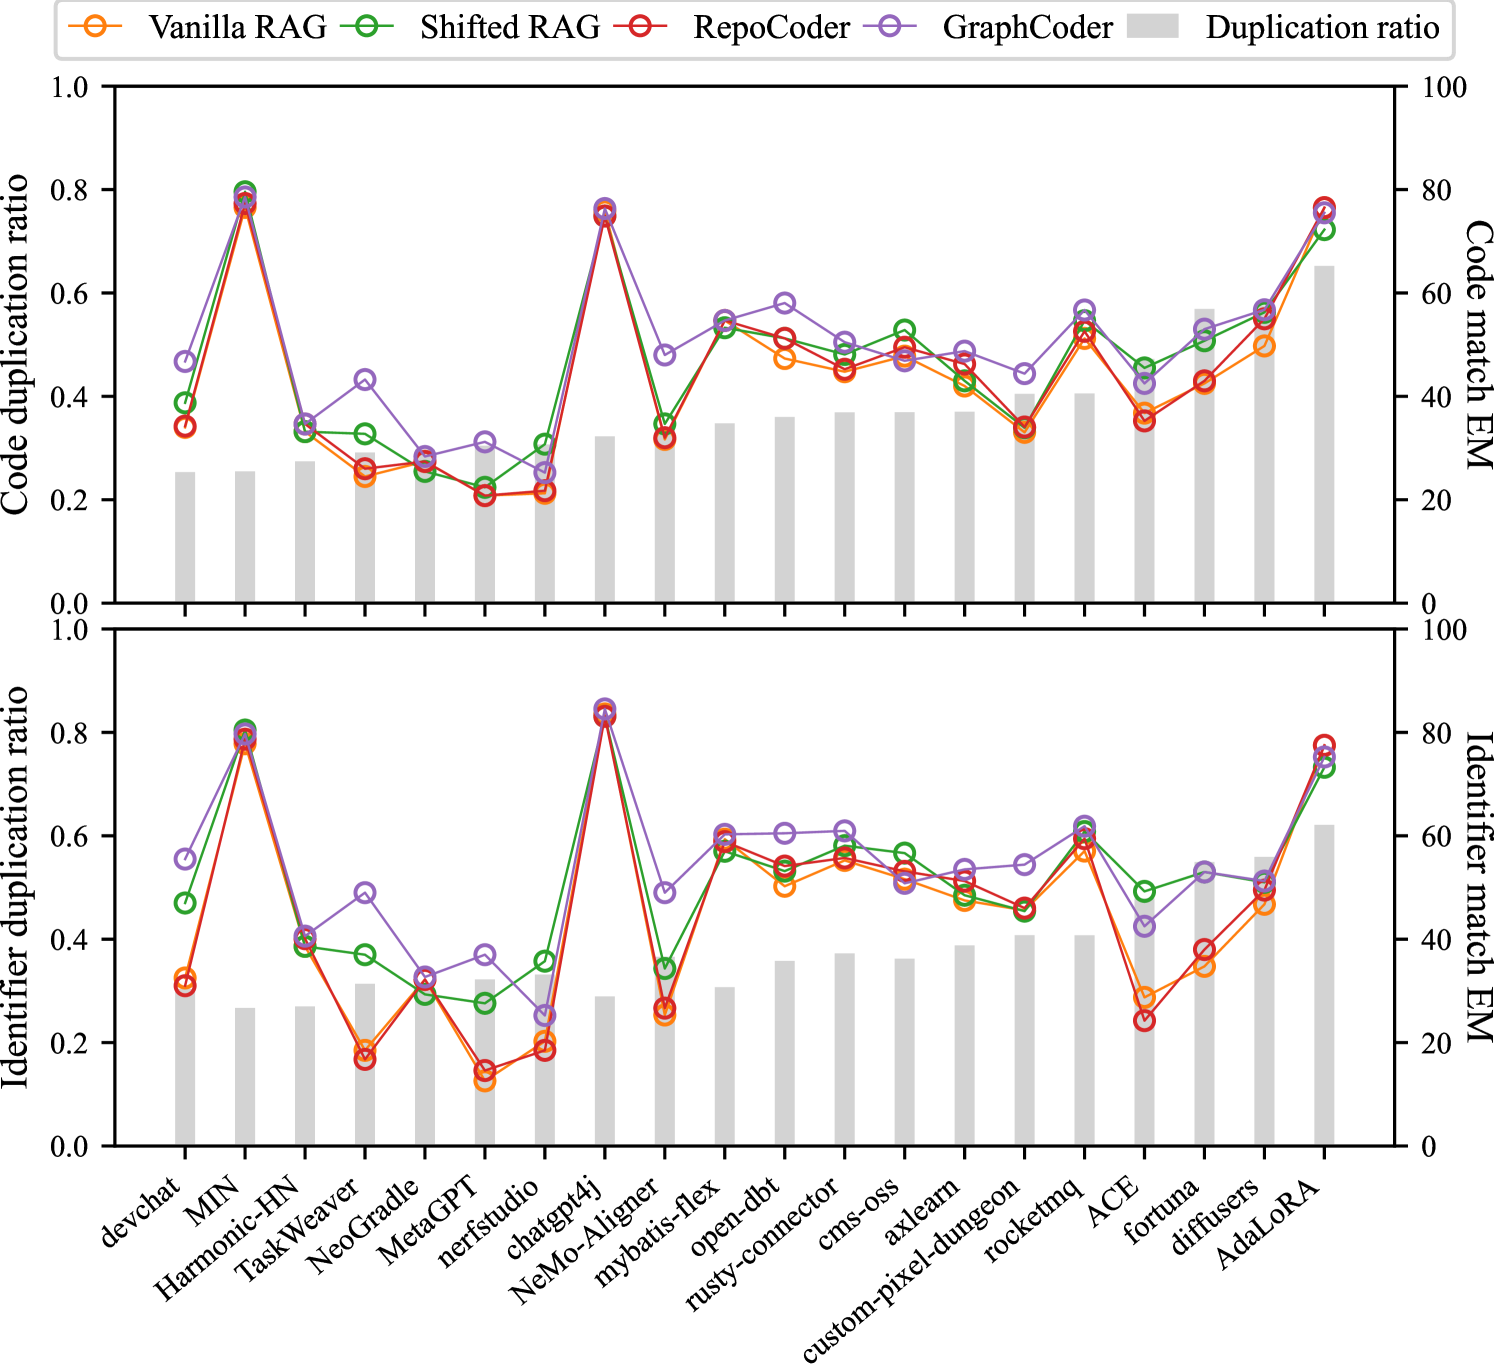 Vanilla RAG Shifted RAG RepoCoder GraphCoder Duplication ratio
Code duplication ratio
1.0
0.8
0.6
0.4
0.2
0.0
100
80
60
40
20
0
Code match EM
Identifier duplication ratio
1.0
0.8
0.6
0.4
0.2
0.0
100
80
60
40
20
0
Identifier match EM
devchat
MIN
Harmonic-HN
TaskWeaver
NeoGradle
MetaGPT
nerfstudio
chatgpt4j
NeMo-Aligner
mybatis-flex
open-dbt
rusty-connector
cms-oss
axlearn
custom-pixel-dungeon
rocketmq
ACE
fortuna
diffusers
AdaLoRA